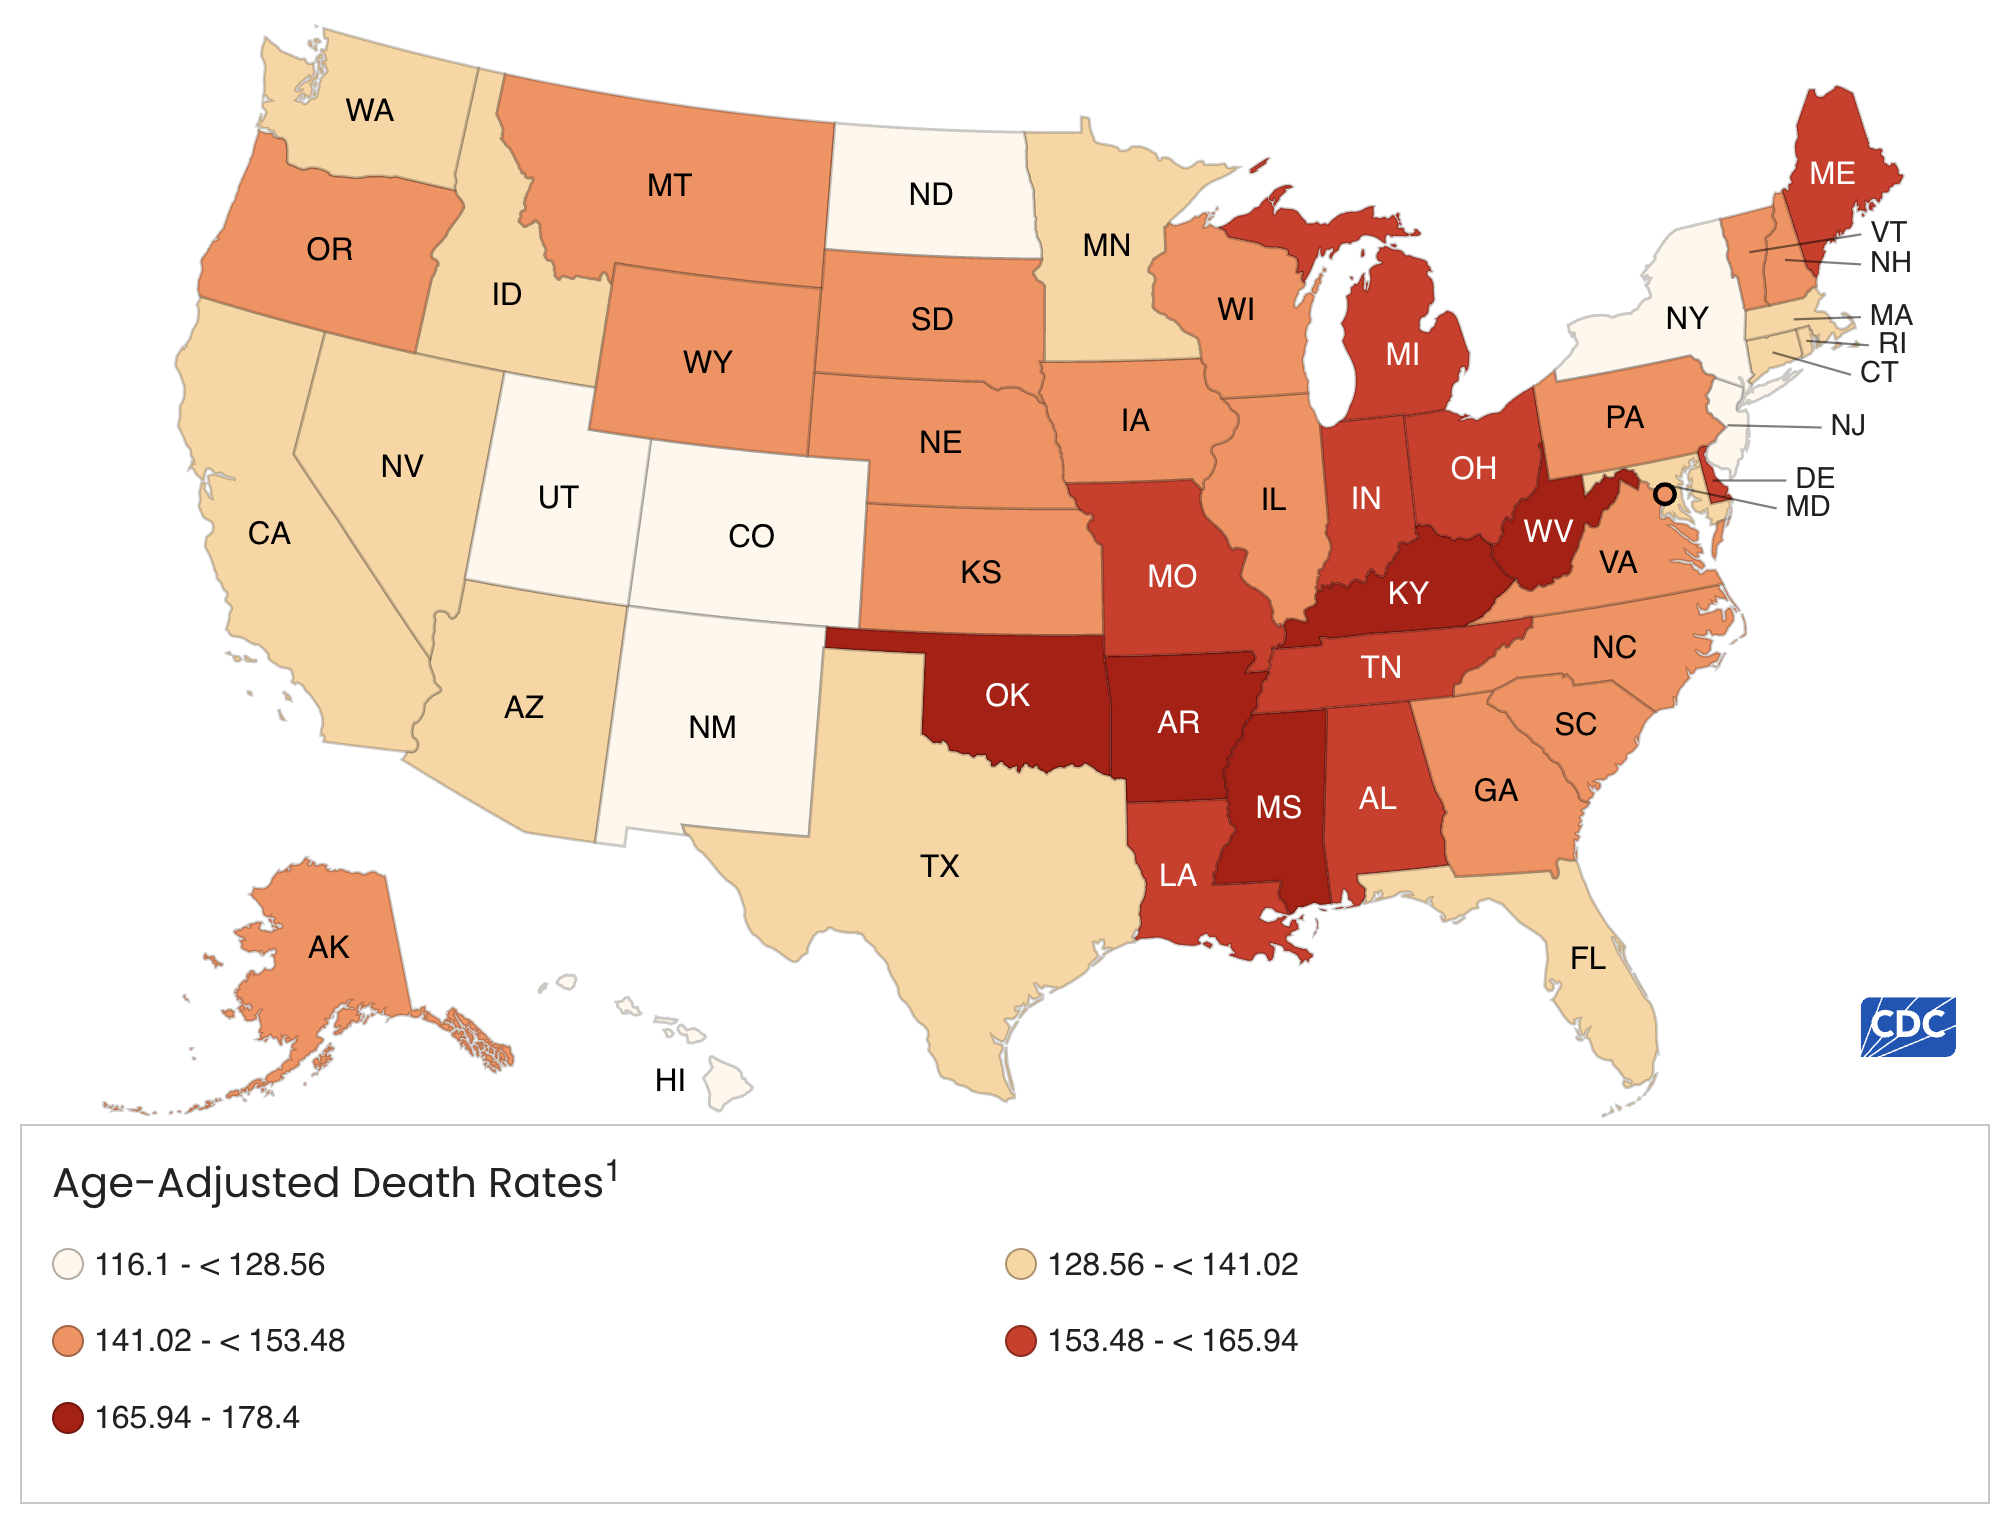 WA
MT
ND
ME
OR
MN
VT
NH
ID
SD
WI
NY
MA
RI
WY
MI
CT
IA
PA
NJ
NE
NV
UT
IL
IN
OH
DE
MD
CA
CO
WV
KS
MO
KY
VA
NC
TN
AZ
NM
OK
AR
SC
MS
AL
GA
TX
LA
AK
FL
HI
CDC
Age-Adjusted Death Rates1
116.1 - < 128.56
128.56 - < 141.02
141.02 - < 153.48
153.48 - < 165.94
165.94 - 178.4